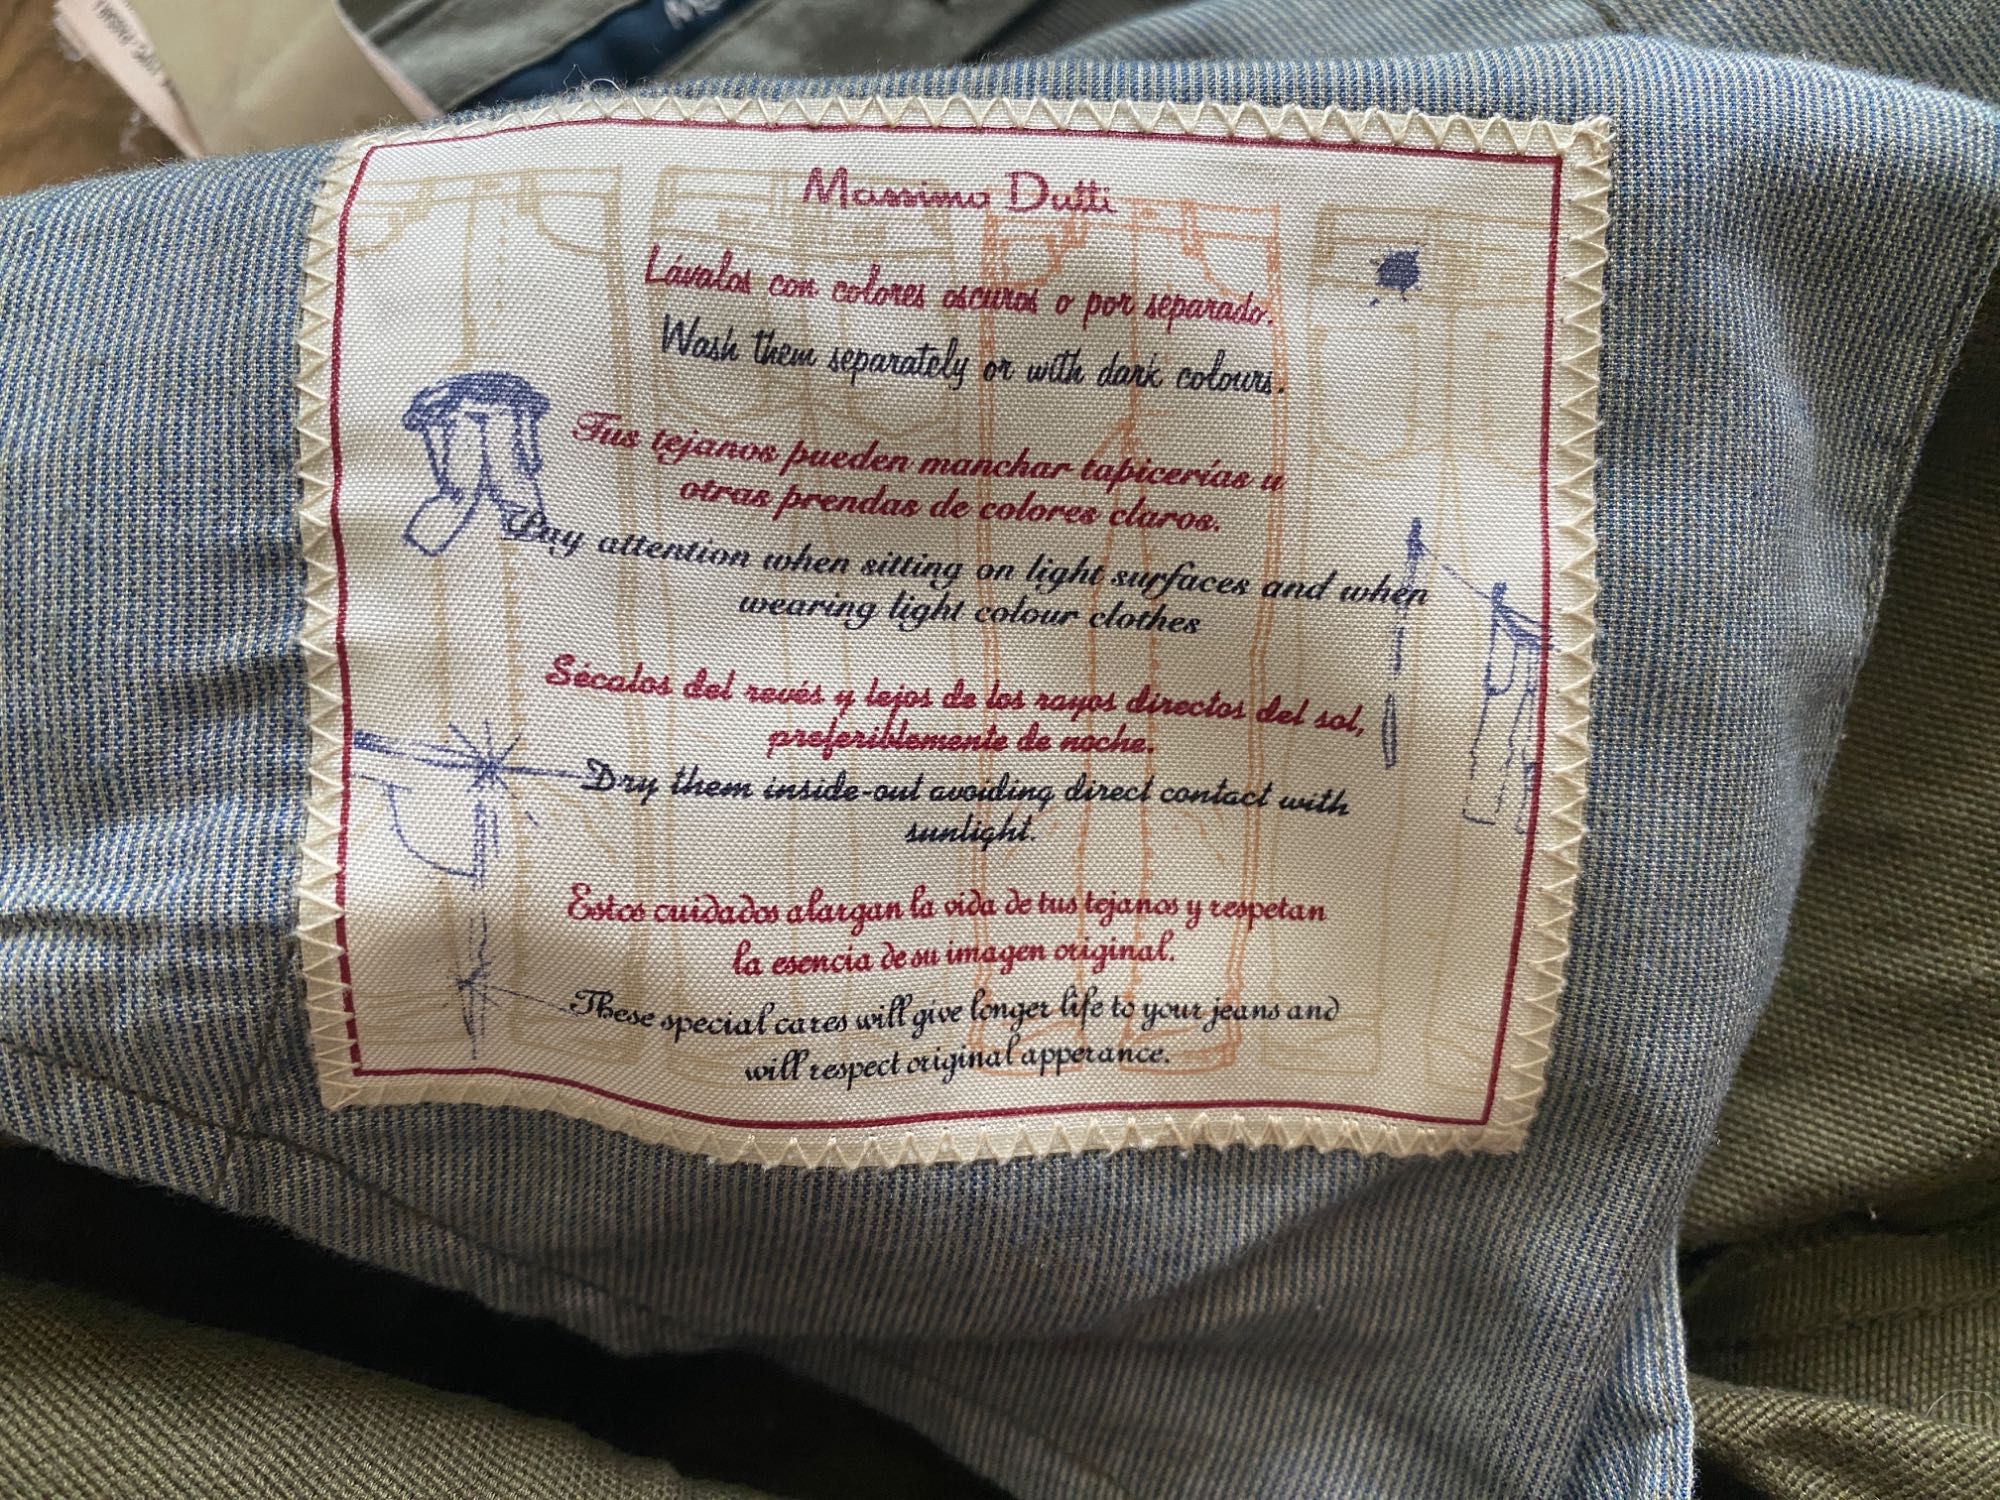 Massimo Dutti
Lávalos con colores oscuros o por separado.
Wash them separately or with dark colours.
Tus tejanos pueden manchar tapicerías u
otras prendas de colores claros.
Pay attention when sitting on light surfaces and when
wearing light colour clothes
Sécalos del revés y lejos de los rayos directos del sol,
preferiblemente de noche.
Dry them inside-out avoiding direct contact with
sunlight.
Estos cuidados alargan la vida de tus tejanos y respetan
la esencia de su imagen original.
These special cares will give longer life to your jeans and
will respect original apperance.